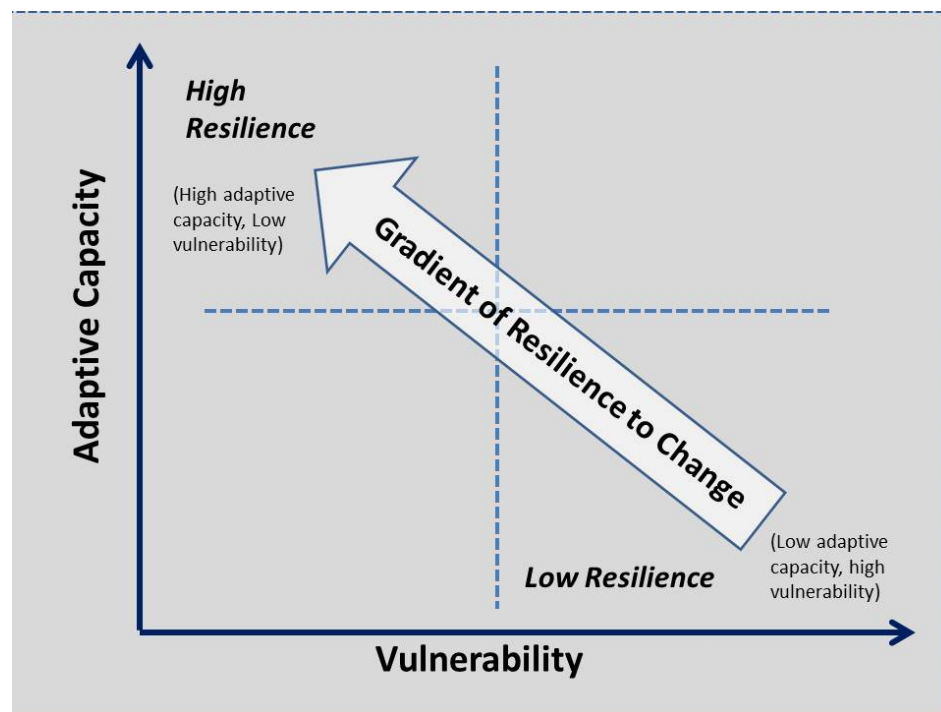 High
Resilience
(High adaptive
capacity, Low
vulnerability)
Adaptive Capacity
Gradient of Resilience to Change
(Low adaptive
capacity, high
vulnerability)
Low Resilience
Vulnerability